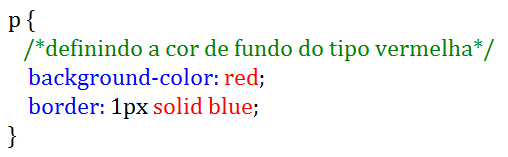 p {
/*definindo a cor de fundo do tipo vermelha*/
background-color: red;
border: 1px solid blue;
}